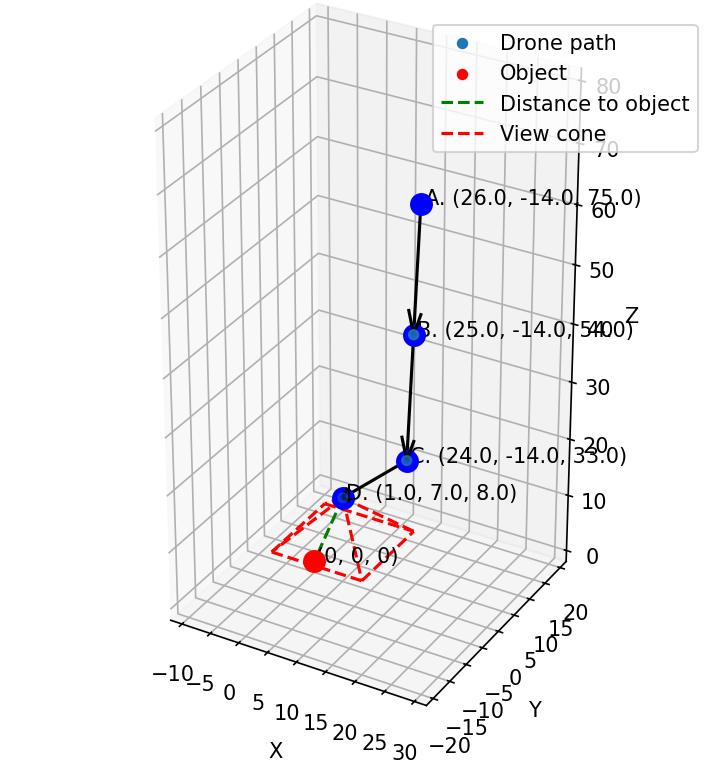 Drone path
Object
Distance to object
View cone
80
70
A. (26.0, -14.0, 75.0)
60
50
Z
B. (25.0, -14.0, 54.0)
40
30
20
C. (24.0, -14.0, 33.0)
D. (1.0, 7.0, 8.0)
10
(0, 0, 0)
0
−10
−5
0
5
10
15
20
25
30
X
20
15
10
5
0
−5
−10
−15
−20
Y